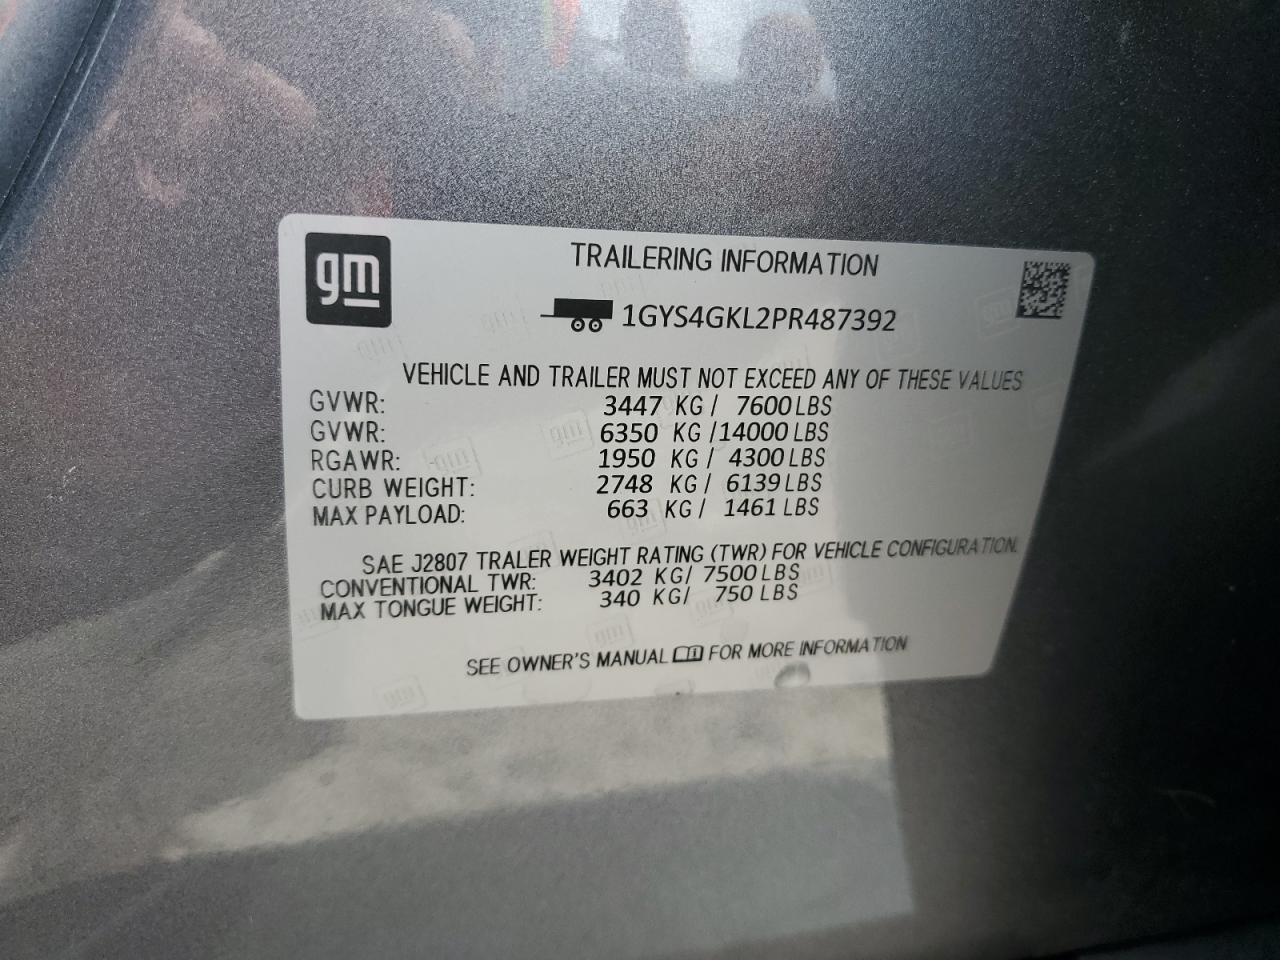 gm
TRAILERING INFORMATION
1GYS4GKL2PR487392
VEHICLE AND TRAILER MUST NOT EXCEED ANY OF THESE VALUES
GVWR: 3447 KG / 7600 LBS
GVWR: 6350 KG /14000 LBS
RGAWR: 1950 KG / 4300 LBS
CURB WEIGHT: 2748 KG / 6139 LBS
MAX PAYLOAD: 663 KG / 1461 LBS
SAE J2807 TRALER WEIGHT RATING (TWR) FOR VEHICLE CONFIGURATION.
CONVENTIONAL TWR: 3402 KG/ 7500 LBS
MAX TONGUE WEIGHT: 340 KG/ 750 LBS
SEE OWNER'S MANUAL FOR MORE INFORMATION